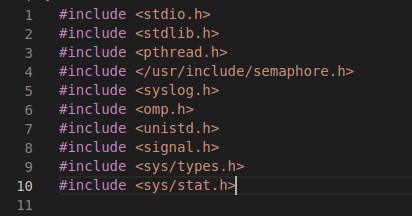 1 #include <stdio.h>
2 #include <stdlib.h>
3 #include <pthread.h>
4 #include </usr/include/semaphore.h>
5 #include <syslog.h>
6 #include <omp.h>
7 #include <unistd.h>
8 #include <signal.h>
9 #include <sys/types.h>
10 #include <sys/stat.h>
11